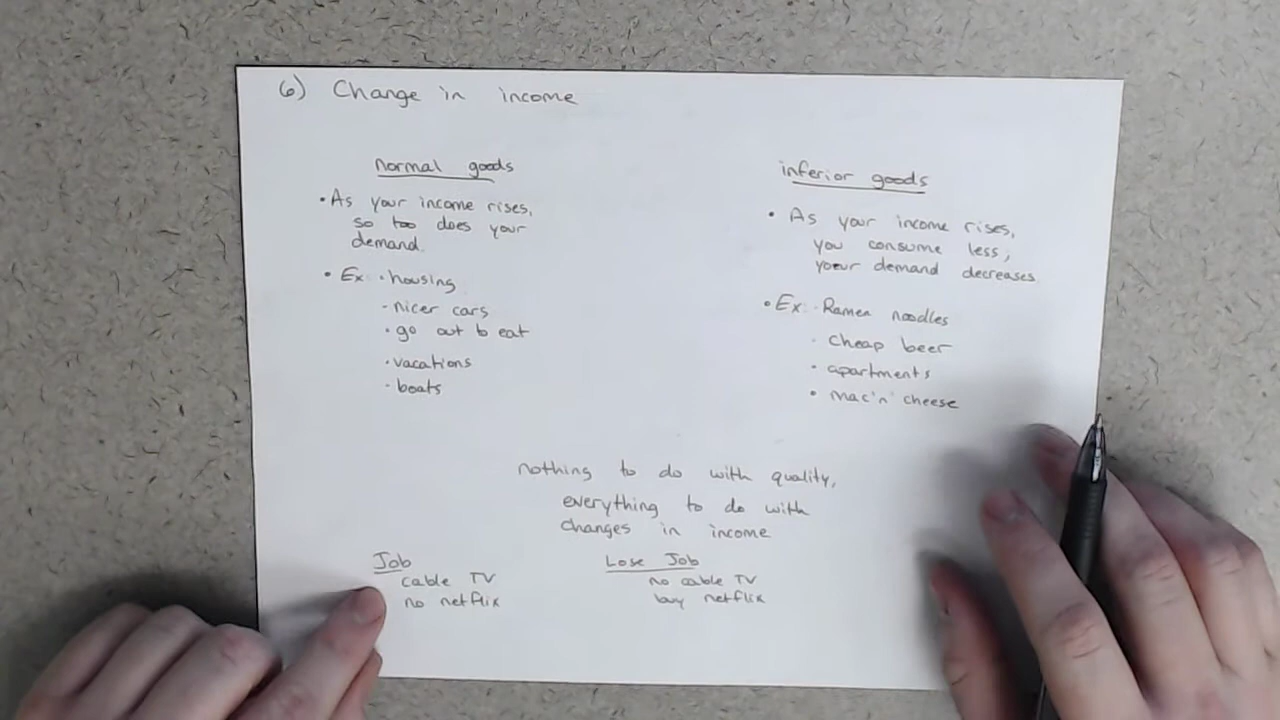 6) Change in income
normal goods
• As your income rises,
so too does your
demand.
• Ex: · housing
- nicer cars
· go out to eat
· vacations
- boats
inferior goods
• As your income rises,
you consume less;
your demand decreases
• Ex: · Ramen noodles
· cheap beer
· apartments
• mac 'n' cheese
nothing to do with quality,
everything to do with
changes in income
Job
cable TV
no netflix
Lose Job
no cable TV
buy netflix